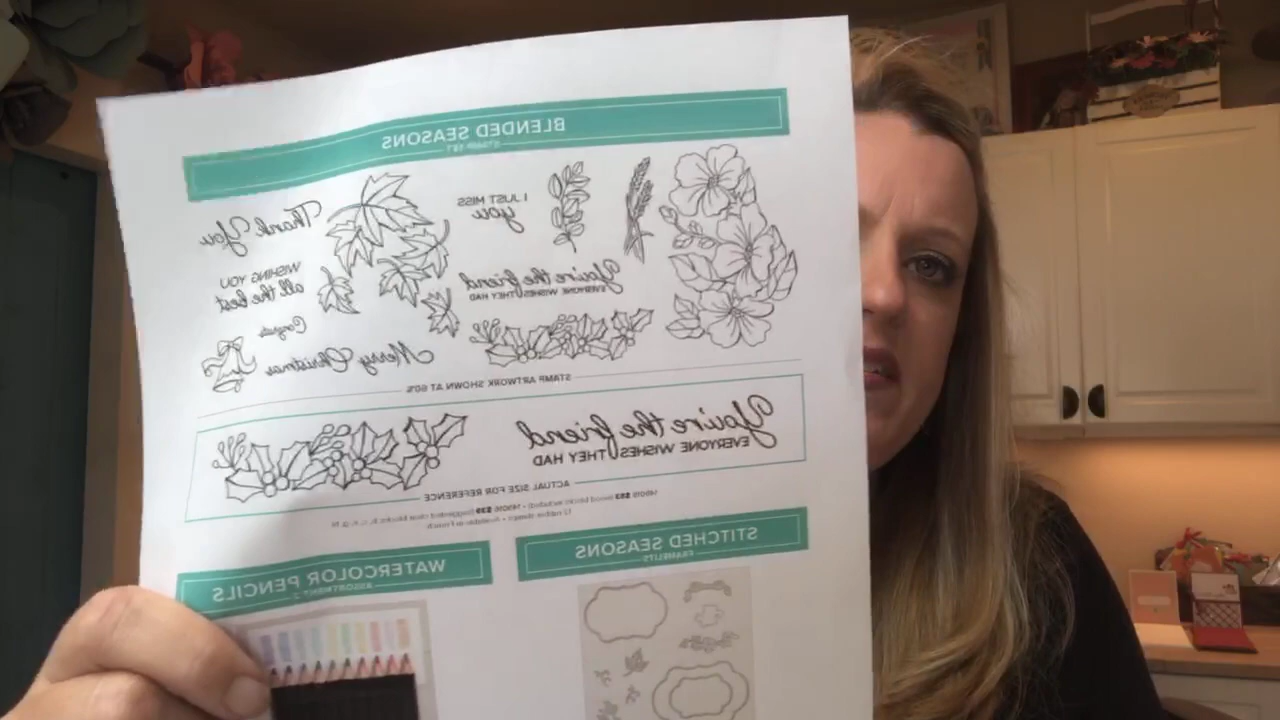 BLENDED SEASONS
STAMP SET
I JUST MISS
you
Thank You
WISHING YOU
all the best
You're the friend
EVERYONE WISHES THEY HAD
Congrats
Merry Christmas
STAMP ARTWORK SHOWN AT 60%
You're the friend
EVERYONE WISHES THEY HAD
ACTUAL SIZE FOR REFERENCE
STITCHED SEASONS
FRAMELITS
WATERCOLOR PENCILS
ASSORTMENT 2